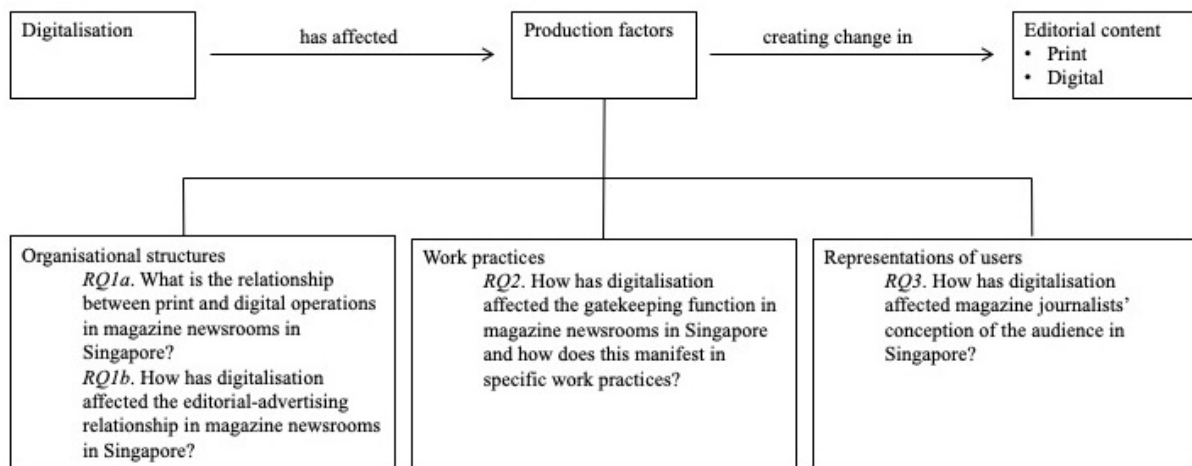 Digitalisation
has affected
Production factors
creating change in
Editorial content
• Print
• Digital
Organisational structures
RQ1a. What is the relationship
between print and digital operations
in magazine newsrooms in
Singapore?
RQ1b. How has digitalisation
affected the editorial-advertising
relationship in magazine newsrooms
in Singapore?
Work practices
RQ2. How has digitalisation
affected the gatekeeping function in
magazine newsrooms in Singapore
and how does this manifest in
specific work practices?
Representations of users
RQ3. How has digitalisation
affected magazine journalists’
conception of the audience in
Singapore?